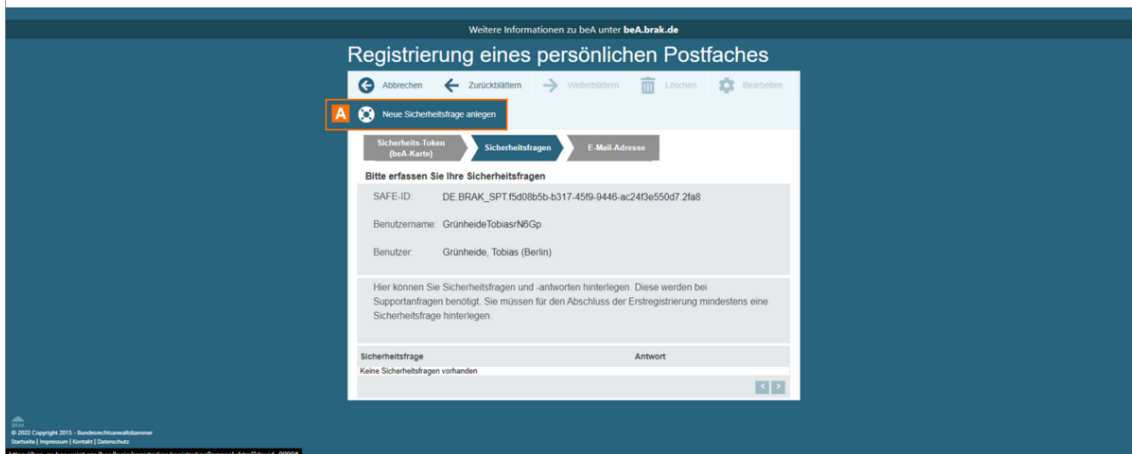 Weitere Informationen zu beA unter beA.brak.de
Registrierung eines persönlichen Postfaches
Abbrechen Zurückblättern Weiterblättern Löschen Bearbeiten
A Neue Sicherheitsfrage anlegen
Sicherheits-Token
(beA-Karte)
Sicherheitsfragen
E-Mail-Adresse
Bitte erfassen Sie Ihre Sicherheitsfragen
SAFE-ID: DE.BRAK_SPT.f5d08b5b-b317-45f9-9446-ac24f3e550d7.2fa8
Benutzername: GrünheideTobiasrN6Gp
Benutzer: Grünheide, Tobias (Berlin)
Hier können Sie Sicherheitsfragen und -antworten hinterlegen. Diese werden bei
Supportanfragen benötigt. Sie müssen für den Abschluss der Erstregistrierung mindestens eine
Sicherheitsfrage hinterlegen.
Sicherheitsfrage Antwort
Keine Sicherheitsfragen vorhanden
BRAK
© 2022 Copyright 2015 - Bundesrechtsanwaltskammer
Startseite | Impressum | Kontakt | Datenschutz